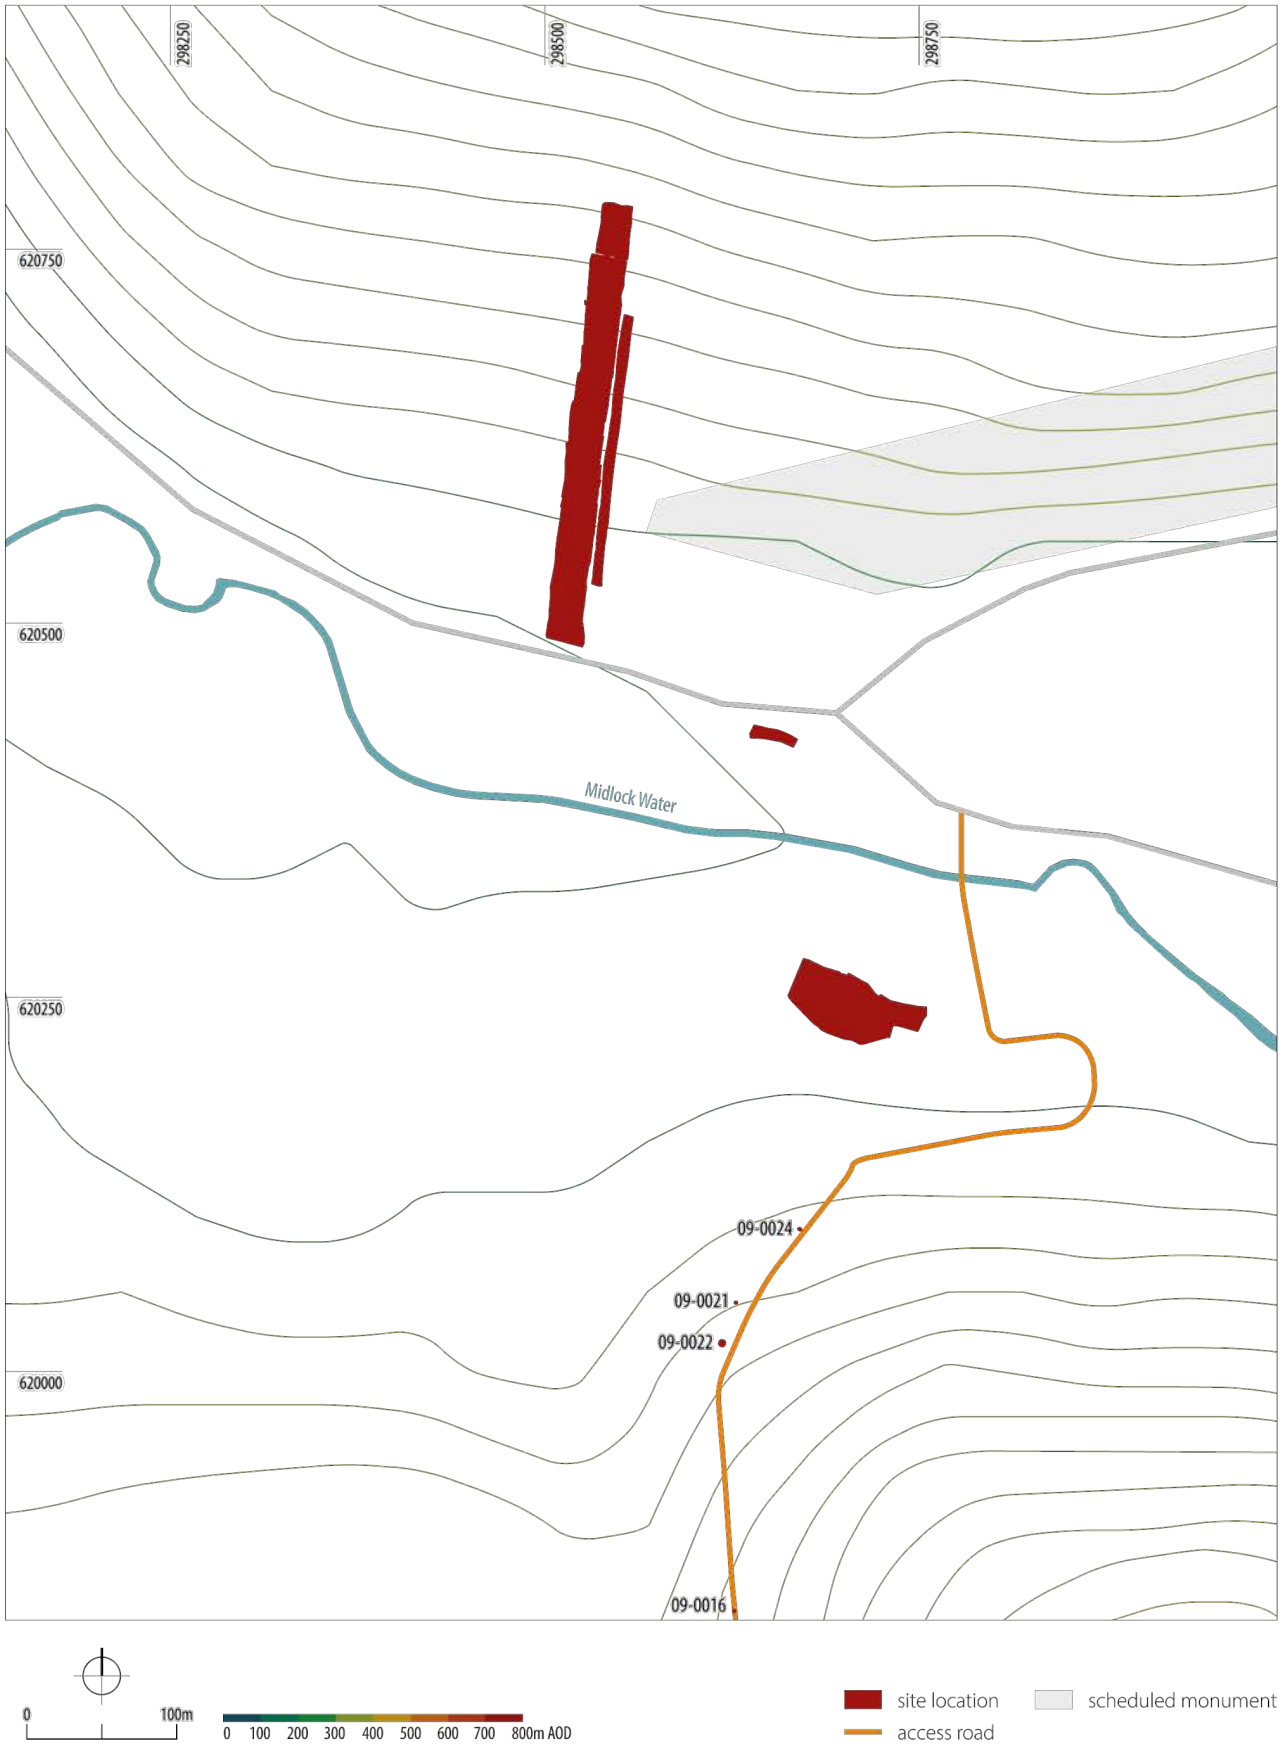 298250
298500
298750
620750
620500
Midlock Water
620250
09-0024
09-0021
09-0022
620000
09-0016
0 100m
0 100 200 300 400 500 600 700 800m AOD
site location
scheduled monument
access road